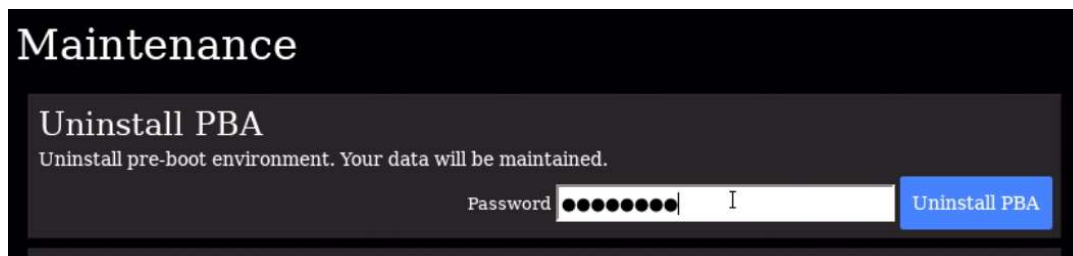 Maintenance
Uninstall PBA
Uninstall pre-boot environment. Your data will be maintained.
Password ●●●●●●●● Uninstall PBA